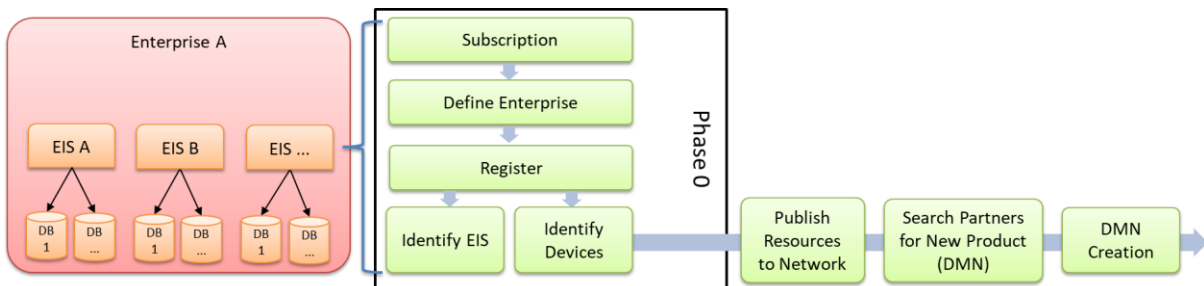 Enterprise A
EIS A
EIS B
EIS ...
DB
1
DB
...
DB
1
DB
...
DB
1
DB
...
Subscription
Define Enterprise
Register
Identify EIS
Identify
Devices
Phase 0
Publish
Resources
to Network
Search Partners
for New Product
(DMN)
DMN
Creation